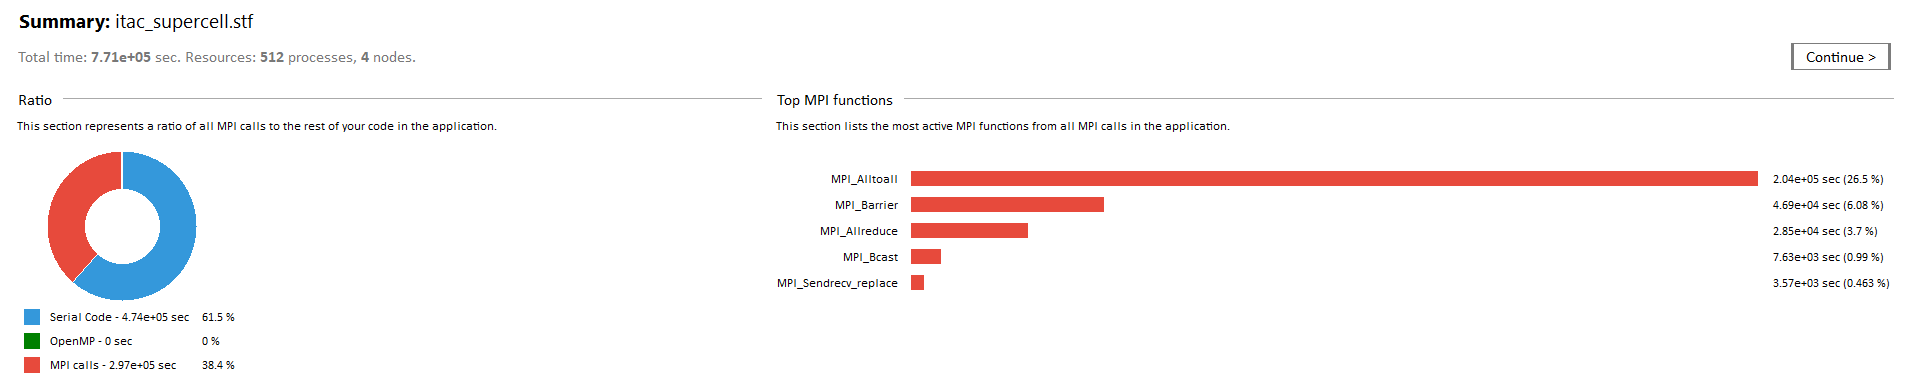 Summary: itac_supercell.stf
Total time: 7.71e+05 sec. Resources: 512 processes, 4 nodes.
Continue >
Ratio
This section represents a ratio of all MPI calls to the rest of your code in the application.
Serial Code - 4.74e+05 sec 61.5 %
OpenMP - 0 sec 0 %
MPI calls - 2.97e+05 sec 38.4 %
Top MPI functions
This section lists the most active MPI functions from all MPI calls in the application.
MPI_Alltoall 2.04e+05 sec (26.5 %)
MPI_Barrier 4.69e+04 sec (6.08 %)
MPI_Allreduce 2.85e+04 sec (3.7 %)
MPI_Bcast 7.63e+03 sec (0.99 %)
MPI_Sendrecv_replace 3.57e+03 sec (0.463 %)